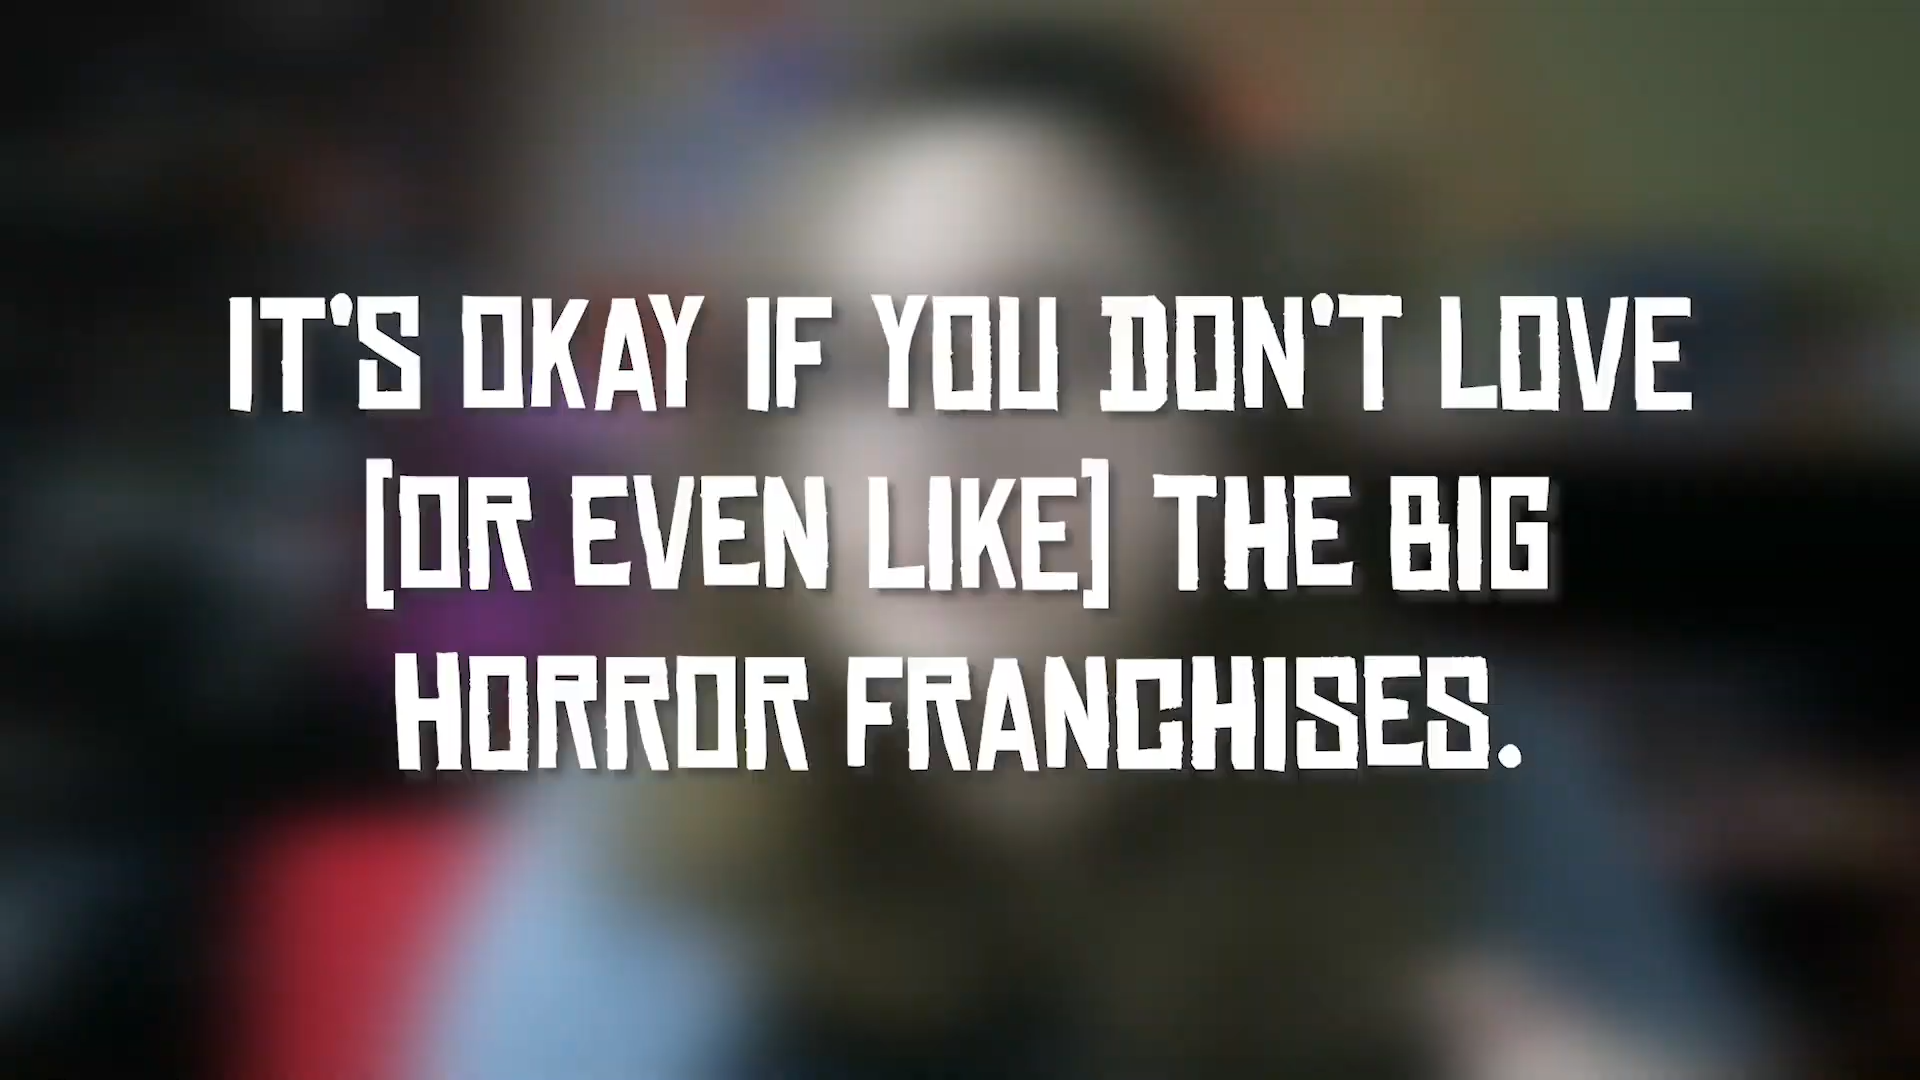 IT'S OKAY IF YOU DON'T LOVE
[OR EVEN LIKE] THE BIG
HORROR FRANCHISES.